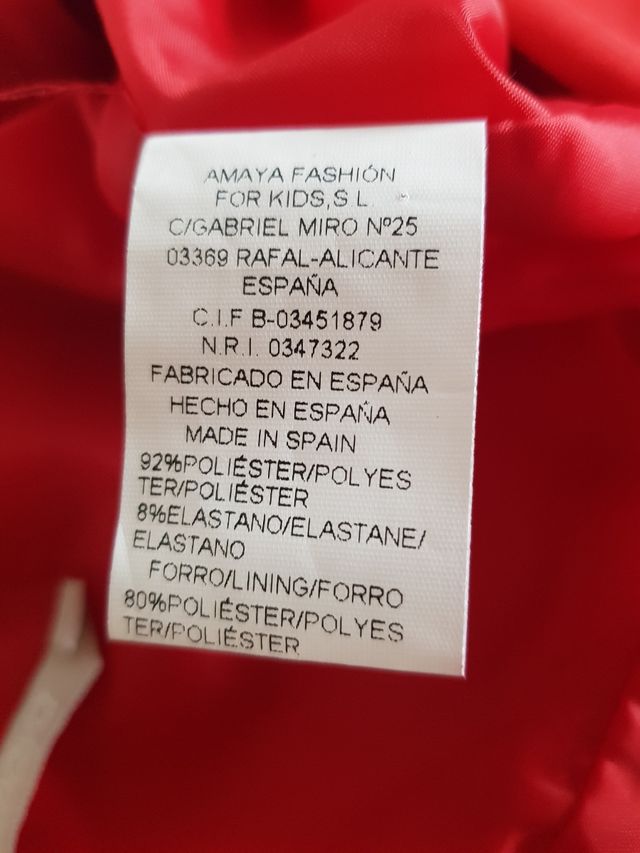 AMAYA FASHIÓN
FOR KIDS,S L
C/GABRIEL MIRO Nº25
03369 RAFAL-ALICANTE
ESPAÑA
C.I.F B-03451879
N.R.I. 0347322
FABRICADO EN ESPAÑA
HECHO EN ESPAÑA
MADE IN SPAIN
92%POLIÉSTER/POLYES
TER/POLIÉSTER
8%ELASTANO/ELASTANE/
ELASTANO
FORRO/LINING/FORRO
80%POLIÉSTER/POLYES
TER/POLIÉSTER